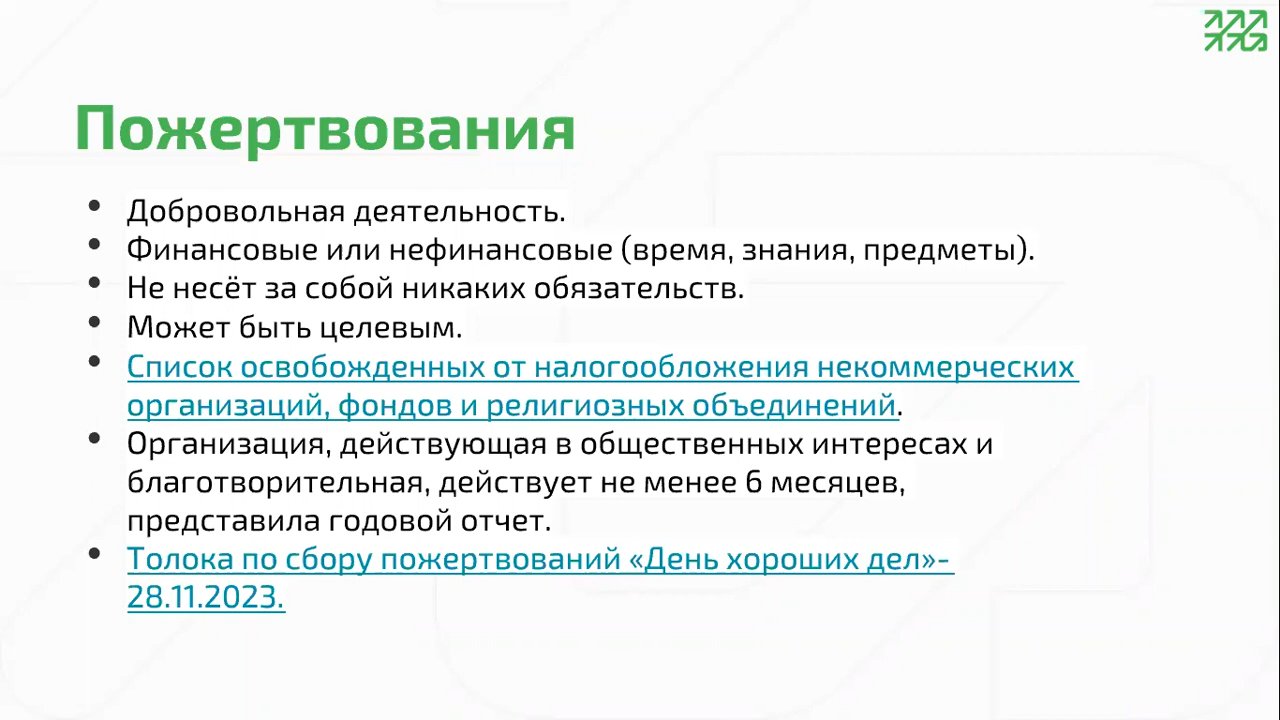 Пожертвования
• Добровольная деятельность.
• Финансовые или нефинансовые (время, знания, предметы).
• Не несёт за собой никаких обязательств.
• Может быть целевым.
• Список освобожденных от налогообложения некоммерческих
организаций, фондов и религиозных объединений.
• Организация, действующая в общественных интересах и
благотворительная, действует не менее 6 месяцев,
представила годовой отчет.
• Толока по сбору пожертвований «День хороших дел»-
28.11.2023.